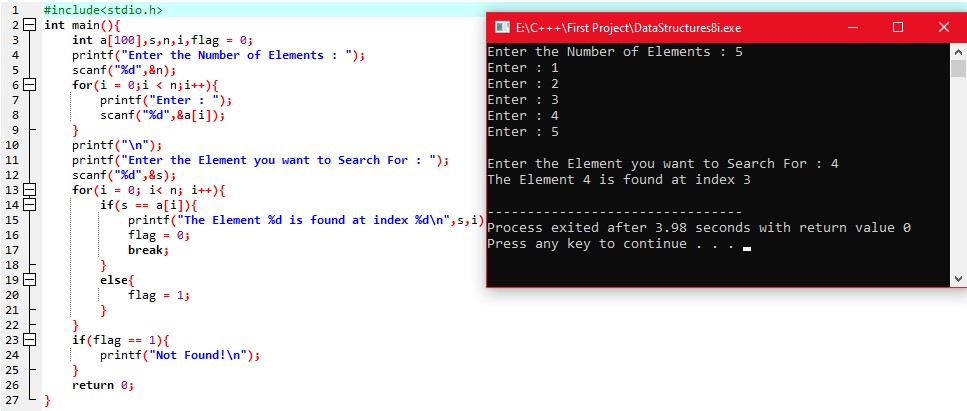 1 #include<stdio.h>
2 int main(){
3 int a[100],s,n,i,flag = 0;
4 printf("Enter the Number of Elements : ");
5 scanf("%d",&n);
6 for(i = 0;i < n;i++){
7 printf("Enter : ");
8 scanf("%d",&a[i]);
9 }
10 printf("\n");
11 printf("Enter the Element you want to Search For : ");
12 scanf("%d",&s);
13 for(i = 0; i< n; i++){
14 if(s == a[i]){
15 printf("The Element %d is found at index %d\n",s,i)
16 flag = 0;
17 break;
18 }
19 else{
20 flag = 1;
21 }
22 }
23 if(flag == 1){
24 printf("Not Found!\n");
25 }
26 return 0;
27 }
E:\C+++\First Project\DataStructures8i.exe
Enter the Number of Elements : 5
Enter : 1
Enter : 2
Enter : 3
Enter : 4
Enter : 5
Enter the Element you want to Search For : 4
The Element 4 is found at index 3
--------------------------------
Process exited after 3.98 seconds with return value 0
Press any key to continue . . .